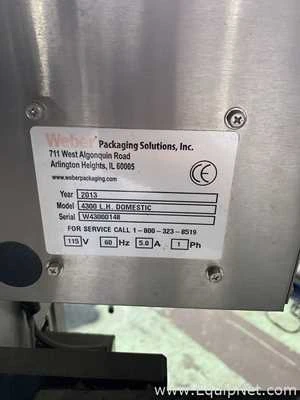 Weber® Packaging Solutions, Inc.
711 West Algonquin Road
Arlington Heights, IL 60005
www.weberpackaging.com
CE
Year 2013
Model 4300 L.H. DOMESTIC
Serial W43000148
FOR SERVICE CALL 1-800-323-8519
115 V 60 Hz 5.0 A 1 Ph
www.EquipNet.com